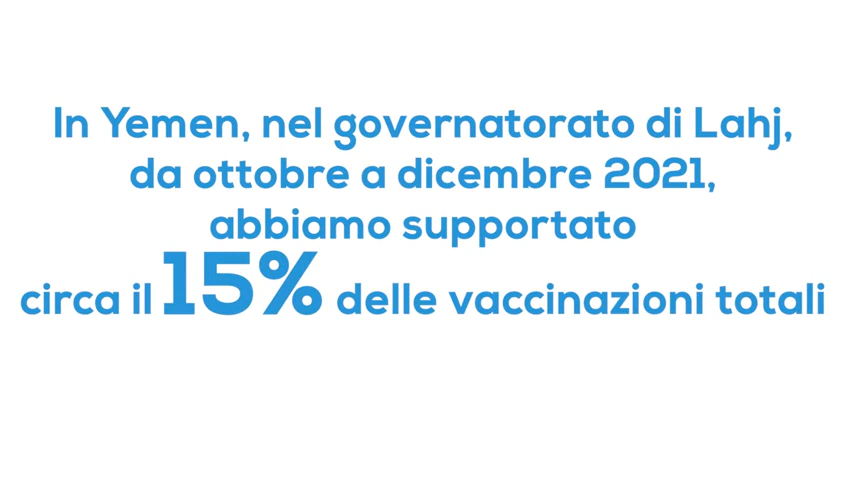 In Yemen, nel governatorato di Lahj,
da ottobre a dicembre 2021,
abbiamo supportato
circa il 15% delle vaccinazioni totali